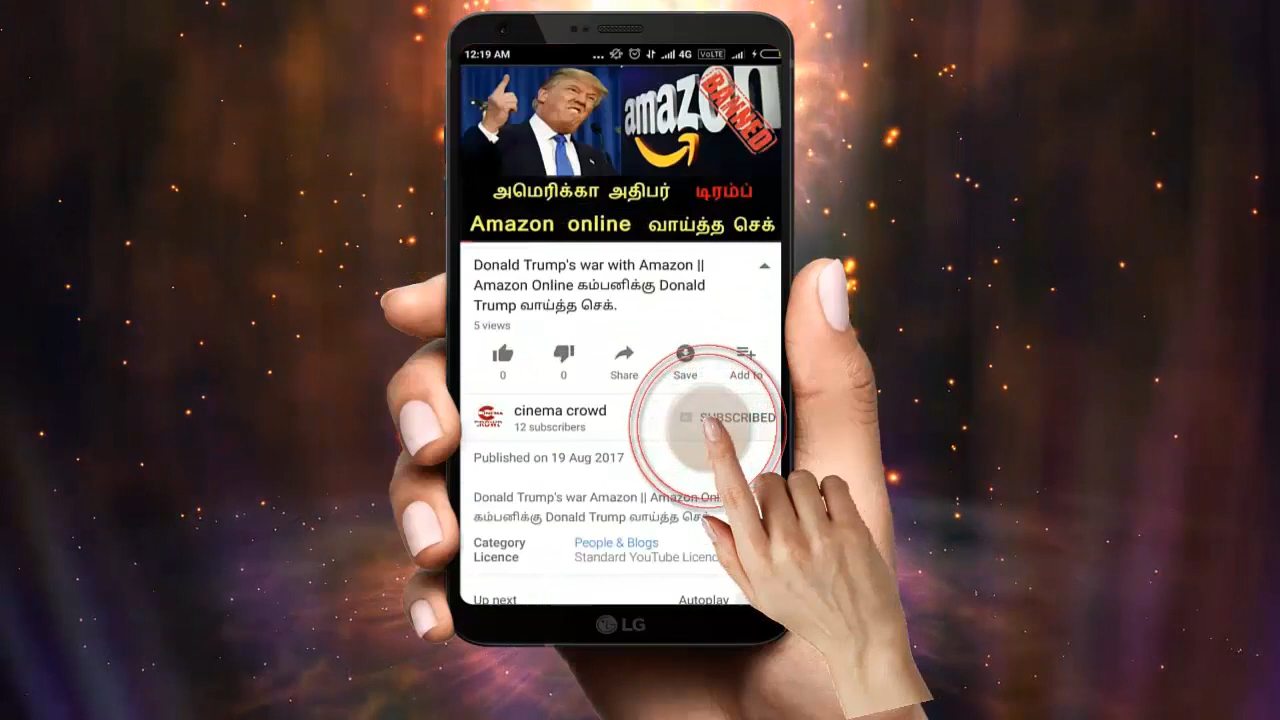 12:19 AM ... 4G VoLTE
amazon
BANNED
அமெரிக்கா அதிபர் டிரம்ப்
Amazon online வாய்த்த செக்
Donald Trump's war with Amazon ||
Amazon Online கம்பனிக்கு Donald
Trump வாய்த்த செக்.
5 views
0 0 Share Save Add to
cinema crowd
12 subscribers
SUBSCRIBED
Published on 19 Aug 2017
Donald Trump's war Amazon || Amazon Onl
கம்பனிக்கு Donald Trump வாய்த்த செக்
Category People & Blogs
Licence Standard YouTube Licenc
Up next Autoplay
LG